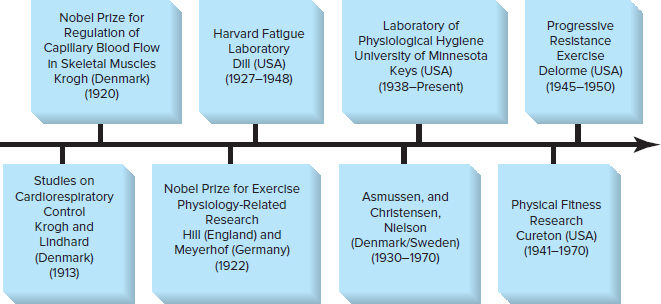 Nobel Prize for
Regulation of
Capillary Blood Flow
in Skeletal Muscles
Krogh (Denmark)
(1920)
Harvard Fatigue
Laboratory
Dill (USA)
(1927–1948)
Laboratory of
Physiological Hygiene
University of Minnesota
Keys (USA)
(1938–Present)
Progressive
Resistance
Exercise
Delorme (USA)
(1945–1950)
Studies on
Cardiorespiratory
Control
Krogh and
Lindhard
(Denmark)
(1913)
Nobel Prize for Exercise
Physiology-Related
Research
Hill (England) and
Meyerhof (Germany)
(1922)
Asmussen, and
Christensen,
Nielson
(Denmark/Sweden)
(1930–1970)
Physical Fitness
Research
Cureton (USA)
(1941–1970)